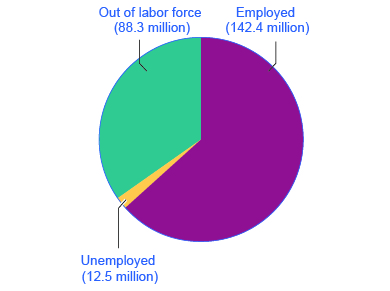 Out of labor force
(88.3 million)
Employed
(142.4 million)
Unemployed
(12.5 million)